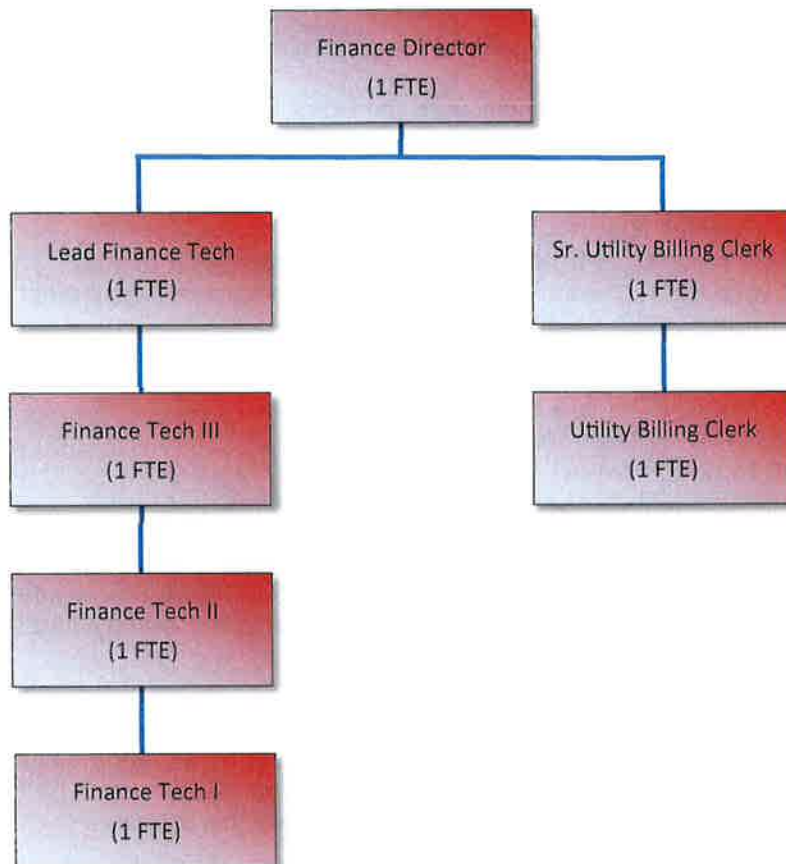 Finance Director
(1 FTE)
Lead Finance Tech
(1 FTE)
Sr. Utility Billing Clerk
(1 FTE)
Finance Tech III
(1 FTE)
Utility Billing Clerk
(1 FTE)
Finance Tech II
(1 FTE)
Finance Tech I
(1 FTE)